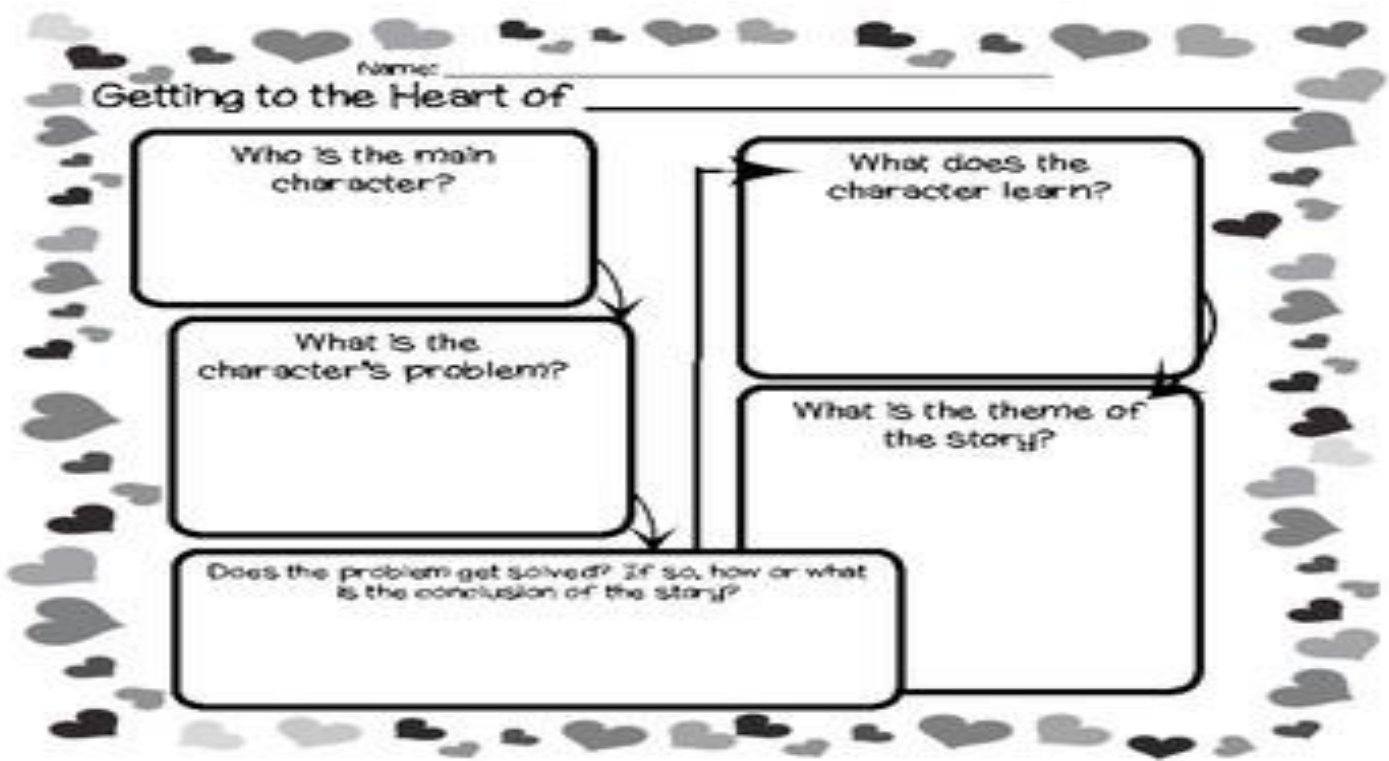 Name:
Getting to the Heart of
Who is the main
character?
What is the
character's problem?
Does the problem get solved? If so, how or what
is the conclusion of the story?
What does the
character learn?
What is the theme of
the story?